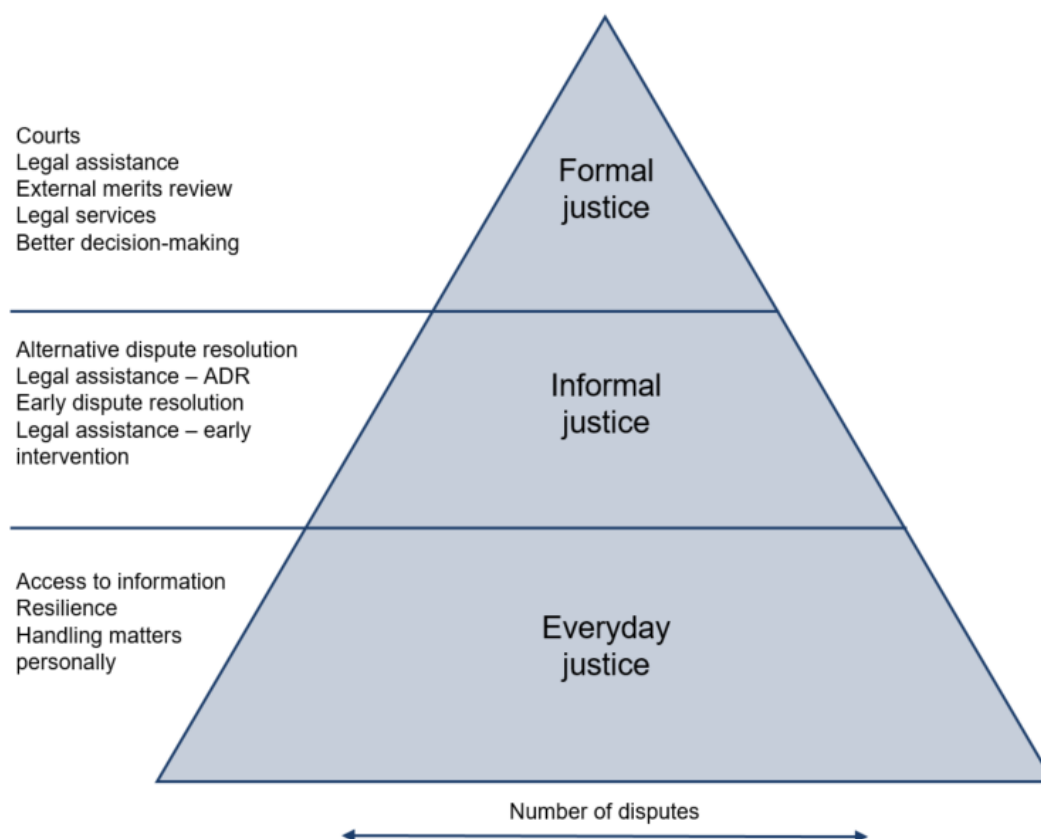 Courts
Legal assistance
External merits review
Legal services
Better decision-making
Formal
justice
Alternative dispute resolution
Legal assistance – ADR
Early dispute resolution
Legal assistance – early
intervention
Informal
justice
Access to information
Resilience
Handling matters
personally
Everyday
justice
Number of disputes